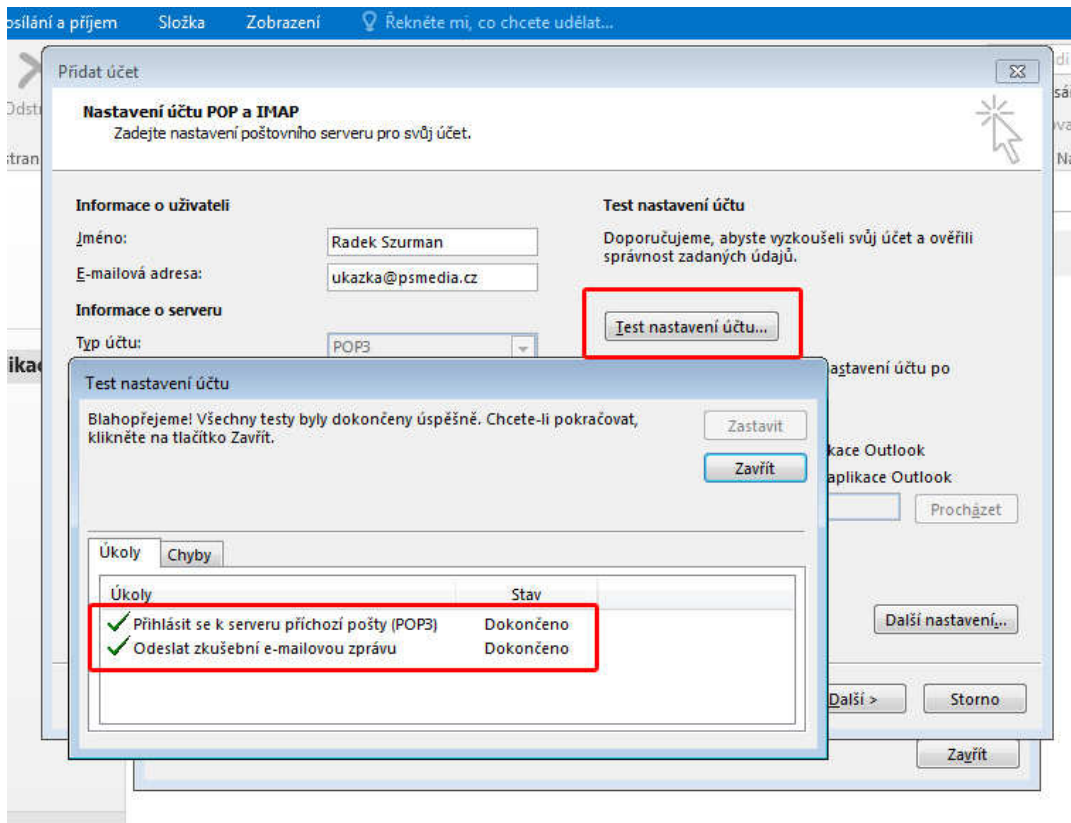 osílání a příjem Složka Zobrazení Řekněte mi, co chcete udělat...
Přidat účet
Nastavení účtu POP a IMAP
Zadejte nastavení poštovního serveru pro svůj účet.
Informace o uživateli
Jméno: Radek Szurman
E-mailová adresa: ukazka@psmedia.cz
Informace o serveru
Typ účtu: POP3
Test nastavení účtu
Doporučujeme, abyste vyzkoušeli svůj účet a ověřili
správnost zadaných údajů.
Test nastavení účtu...
astavení účtu po
kace Outlook
aplikace Outlook
Procházet
Další nastavení...
Další > Storno
Zavřít
Test nastavení účtu
Blahopřejeme! Všechny testy byly dokončeny úspěšně. Chcete-li pokračovat,
klikněte na tlačítko Zavřít.
Zastavit
Zavřít
Úkoly Chyby
Úkoly Stav
Přihlásit se k serveru příchozí pošty (POP3) Dokončeno
Odeslat zkušební e-mailovou zprávu Dokončeno